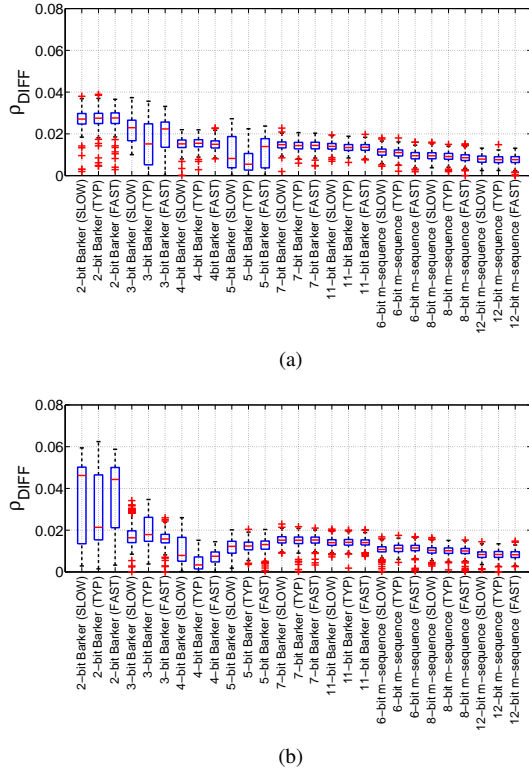 0.08
0.06
0.04
0.02
0
ρDIFF
2−bit Barker (SLOW)
2−bit Barker (TYP)
2−bit Barker (FAST)
3−bit Barker (SLOW)
3−bit Barker (TYP)
3−bit Barker (FAST)
4−bit Barker (SLOW)
4−bit Barker (TYP)
4bit Barker (FAST)
5−bit Barker (SLOW)
5−bit Barker (TYP)
5−bit Barker (FAST)
7−bit Barker (SLOW)
7−bit Barker (TYP)
7−bit Barker (FAST)
11−bit Barker (SLOW)
11−bit Barker (TYP)
11−bit Barker (FAST)
6−bit m−sequence (SLOW)
6−bit m−sequence (TYP)
6−bit m−sequence (FAST)
8−bit m−sequence (SLOW)
8−bit m−sequence (TYP)
8−bit m−sequence (FAST)
12−bit m−sequence (SLOW)
12−bit m−sequence (TYP)
12−bit m−sequence (FAST)
(a)
0.08
0.06
0.04
0.02
0
ρDIFF
2−bit Barker (SLOW)
2−bit Barker (TYP)
2−bit Barker (FAST)
3−bit Barker (SLOW)
3−bit Barker (TYP)
3−bit Barker (FAST)
4−bit Barker (SLOW)
4−bit Barker (TYP)
4−bit Barker (FAST)
5−bit Barker (SLOW)
5−bit Barker (TYP)
5−bit Barker (FAST)
7−bit Barker (SLOW)
7−bit Barker (TYP)
7−bit Barker (FAST)
11−bit Barker (SLOW)
11−bit Barker (TYP)
11−bit Barker (FAST)
6−bit m−sequence (SLOW)
6−bit m−sequence (TYP)
6−bit m−sequence (FAST)
8−bit m−sequence (SLOW)
8−bit m−sequence (TYP)
8−bit m−sequence (FAST)
12−bit m−sequence (SLOW)
12−bit m−sequence (TYP)
12−bit m−sequence (FAST)
(b)